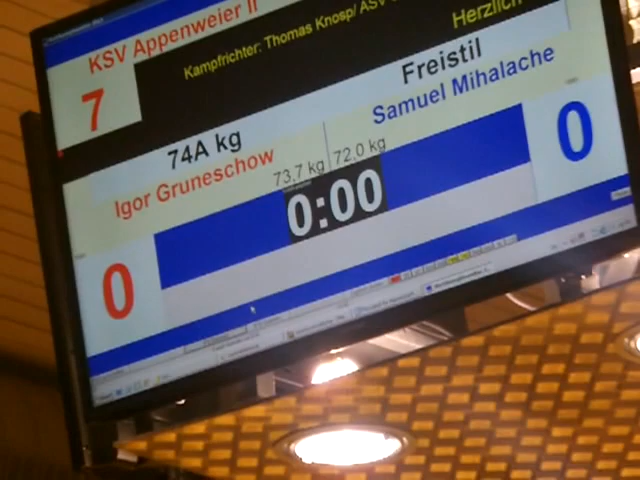 KSV Appenweier II
7
Kampfrichter: Thomas Knosp/ ASV
Herzlich
74A kg
Freistil
Igor Gruneschow
Samuel Mihalache
73,7 kg 72,0 kg
0
0:00
0